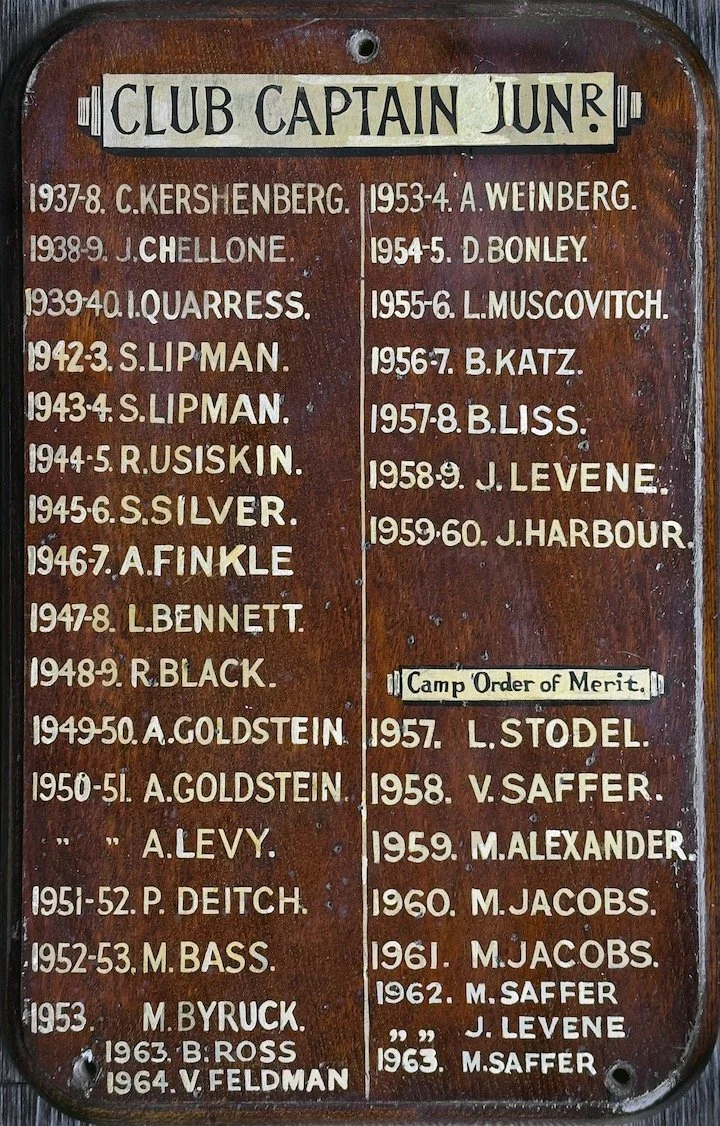 CLUB CAPTAIN JUNR.
1937-8. C.KERSHENBERG.
1938-9. J.CHELLONE.
1939-40. I.QUARRESS.
1942-3. S.LIPMAN.
1943-4. S.LIPMAN.
1944-5. R.USISKIN.
1945-6. S.SILVER.
1946-7. A.FINKLE
1947-8. L.BENNETT.
1948-9. R.BLACK.
1949-50. A.GOLDSTEIN.
1950-51. A.GOLDSTEIN.
" " A.LEVY.
1951-52. P. DEITCH.
1952-53. M.BASS.
1953. M.BYRUCK.
1963. B.ROSS
1964. V. FELDMAN
1953-4. A.WEINBERG.
1954-5. D.BONLEY.
1955-6. L.MUSCOVITCH.
1956-7. B.KATZ.
1957-8. B.LISS.
1958-9. J.LEVENE.
1959-60. J.HARBOUR.
Camp Order of Merit.
1957. L.STODEL.
1958. V.SAFFER.
1959. M.ALEXANDER.
1960. M.JACOBS.
1961. M.JACOBS.
1962. M.SAFFER
„ „ J.LEVENE
1963. M.SAFFER